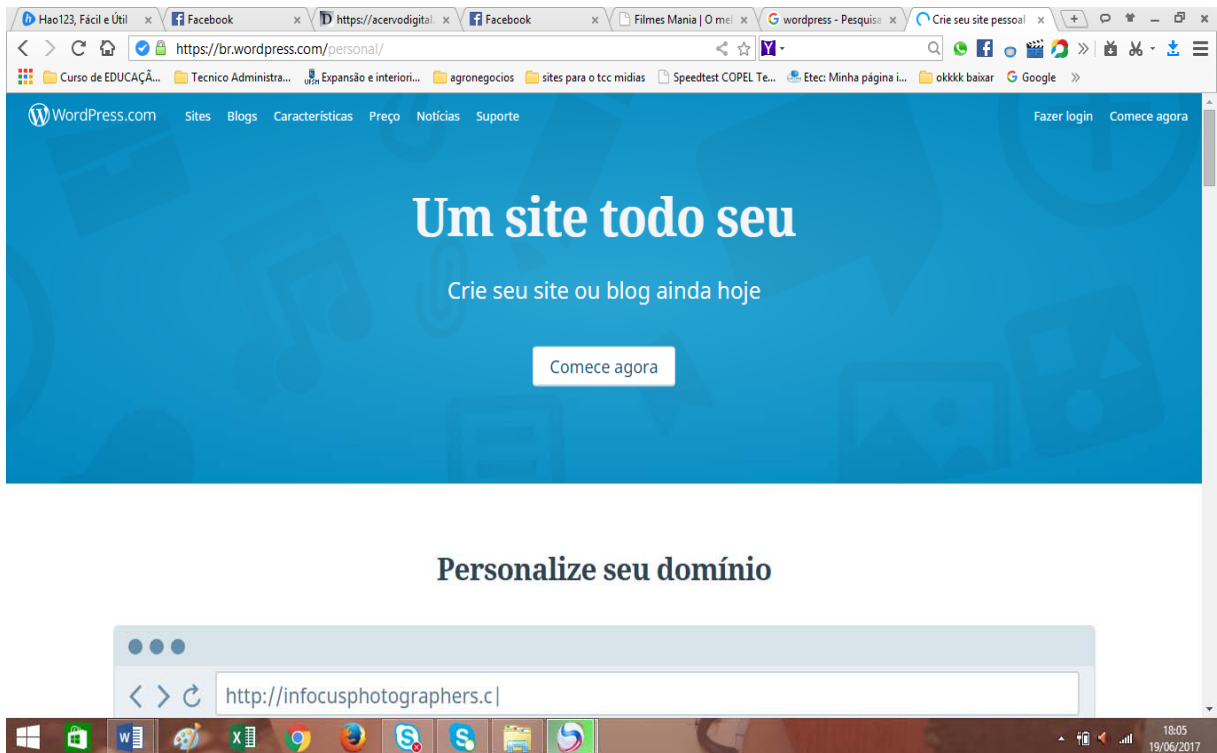 Hao123, Fácil e Útil
Facebook
https://acervodigital.
Facebook
Filmes Mania | O mel
wordpress - Pesquisa
Crie seu site pessoal
https://br.wordpress.com/personal/
Curso de EDUCAÇÃ...
Tecnico Administra...
Expansão e interiori...
agronegocios
sites para o tcc midias
Speedtest COPEL Te...
Etec: Minha página i...
okkkk baixar
Google
WordPress.com
Sites
Blogs
Características
Preço
Notícias
Suporte
Fazer login
Comece agora
Um site todo seu
Crie seu site ou blog ainda hoje
Comece agora
Personalize seu domínio
http://infocusphotographers.c
18:05
19/06/2017